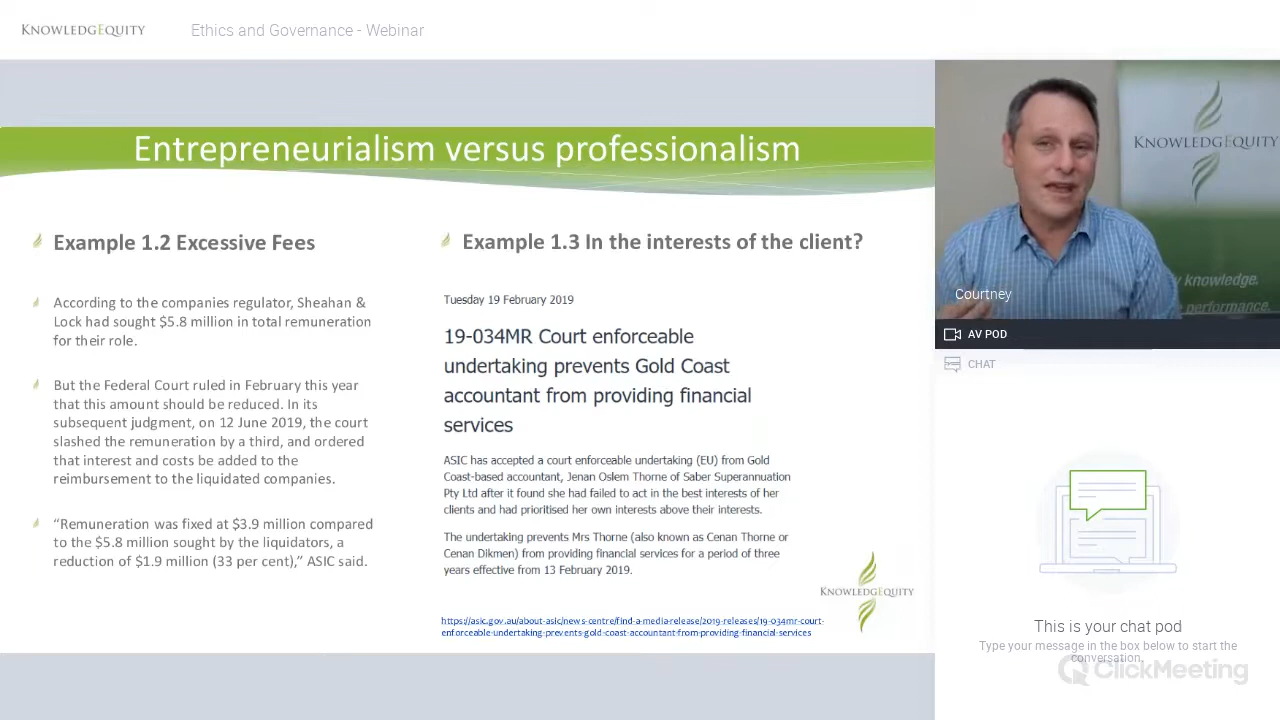 KNOWLEDGEQUITY
Ethics and Governance - Webinar
Entrepreneurialism versus professionalism
Example 1.2 Excessive Fees
According to the companies regulator, Sheahan &
Lock had sought $5.8 million in total remuneration
for their role.
But the Federal Court ruled in February this year
that this amount should be reduced. In its
subsequent judgment, on 12 June 2019, the court
slashed the remuneration by a third, and ordered
that interest and costs be added to the
reimbursement to the liquidated companies.
“Remuneration was fixed at $3.9 million compared
to the $5.8 million sought by the liquidators, a
reduction of $1.9 million (33 per cent),” ASIC said.
Example 1.3 In the interests of the client?
Tuesday 19 February 2019
19-034MR Court enforceable
undertaking prevents Gold Coast
accountant from providing financial
services
ASIC has accepted a court enforceable undertaking (EU) from Gold
Coast-based accountant, Jenan Oslem Thorne of Saber Superannuation
Pty Ltd after it found she had failed to act in the best interests of her
clients and had prioritised her own interests above their interests.
The undertaking prevents Mrs Thorne (also known as Cenan Thorne or
Cenan Dikmen) from providing financial services for a period of three
years effective from 13 February 2019.
KNOWLEDGEQUITY
https://asic.gov.au/about-asic/news-centre/find-a-media-release/2019-releases/19-034mr-court-
enforceable-undertaking-prevents-gold-coast-accountant-from-providing-financial-services
KNOWLEDGEQUITY
knowledge.
performance.
Courtney
AV POD
CHAT
This is your chat pod
Type your message in the box below to start the
conversation.
ClickMeeting